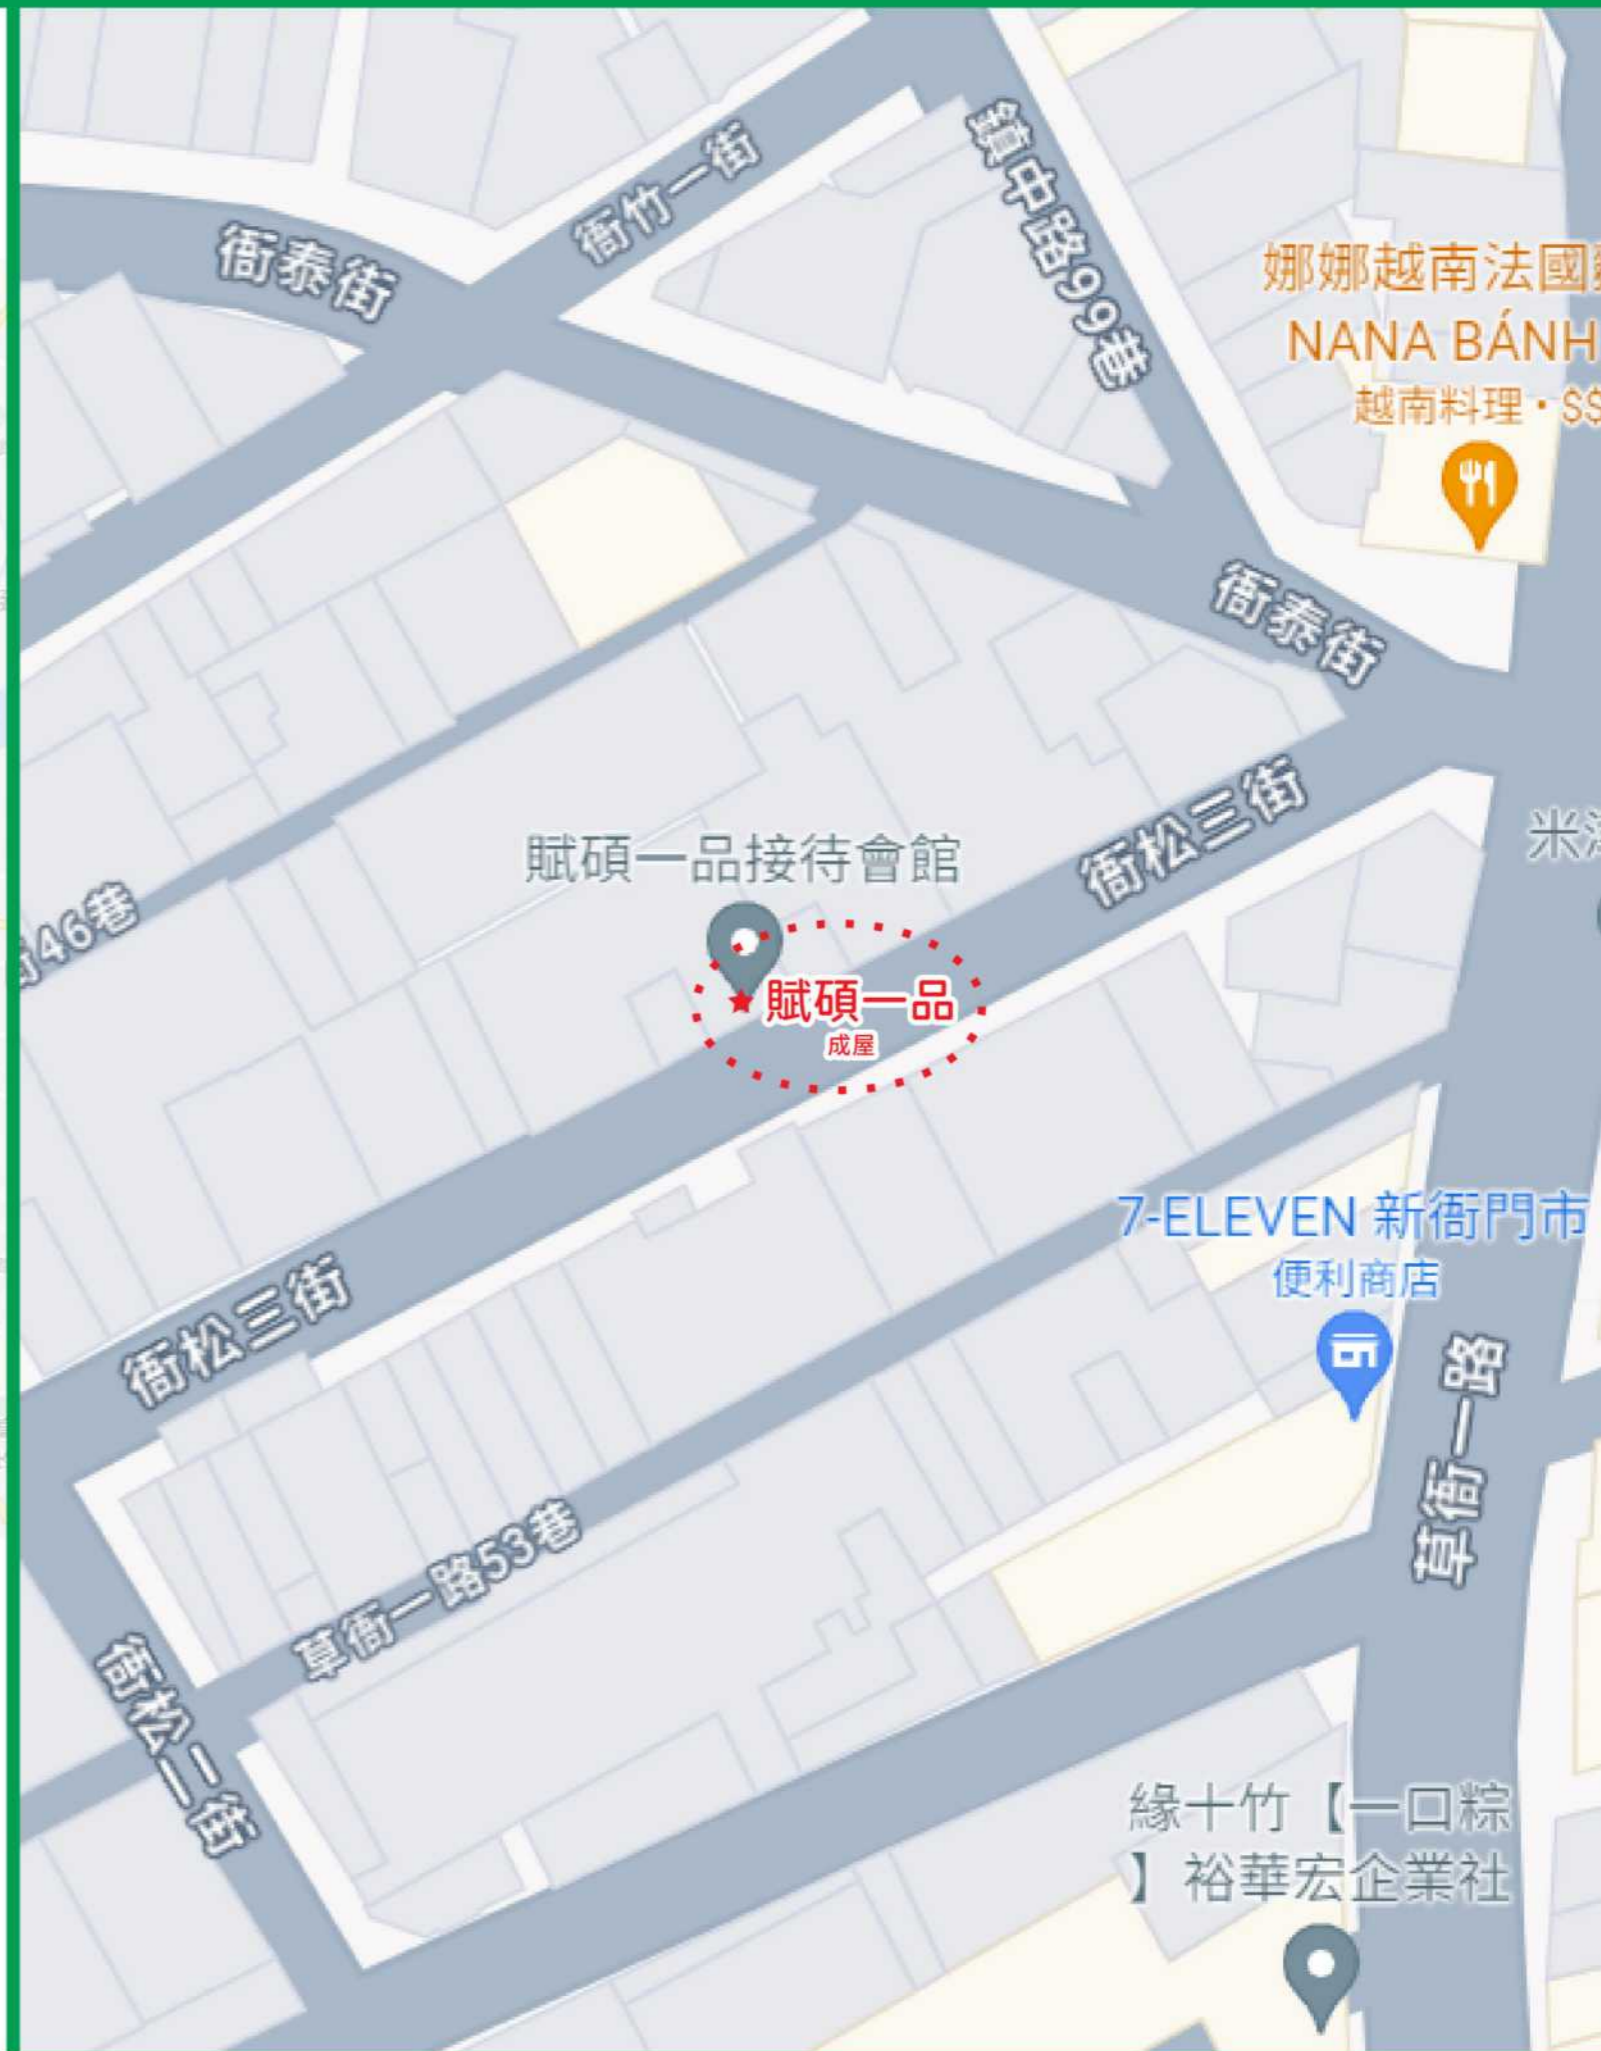 衙竹一街
鎮中路99巷
衙泰街
娜娜越南法國
NANA BÁNH
越南料理・$$
衙泰街
衙松三街
米
賦碩一品接待會館
街46巷
賦碩一品
成屋
7-ELEVEN 新衙門市
便利商店
衙松三街
草衙一路
草衙一路53巷
衙松二街
緣十竹【一口粽
】裕華宏企業社